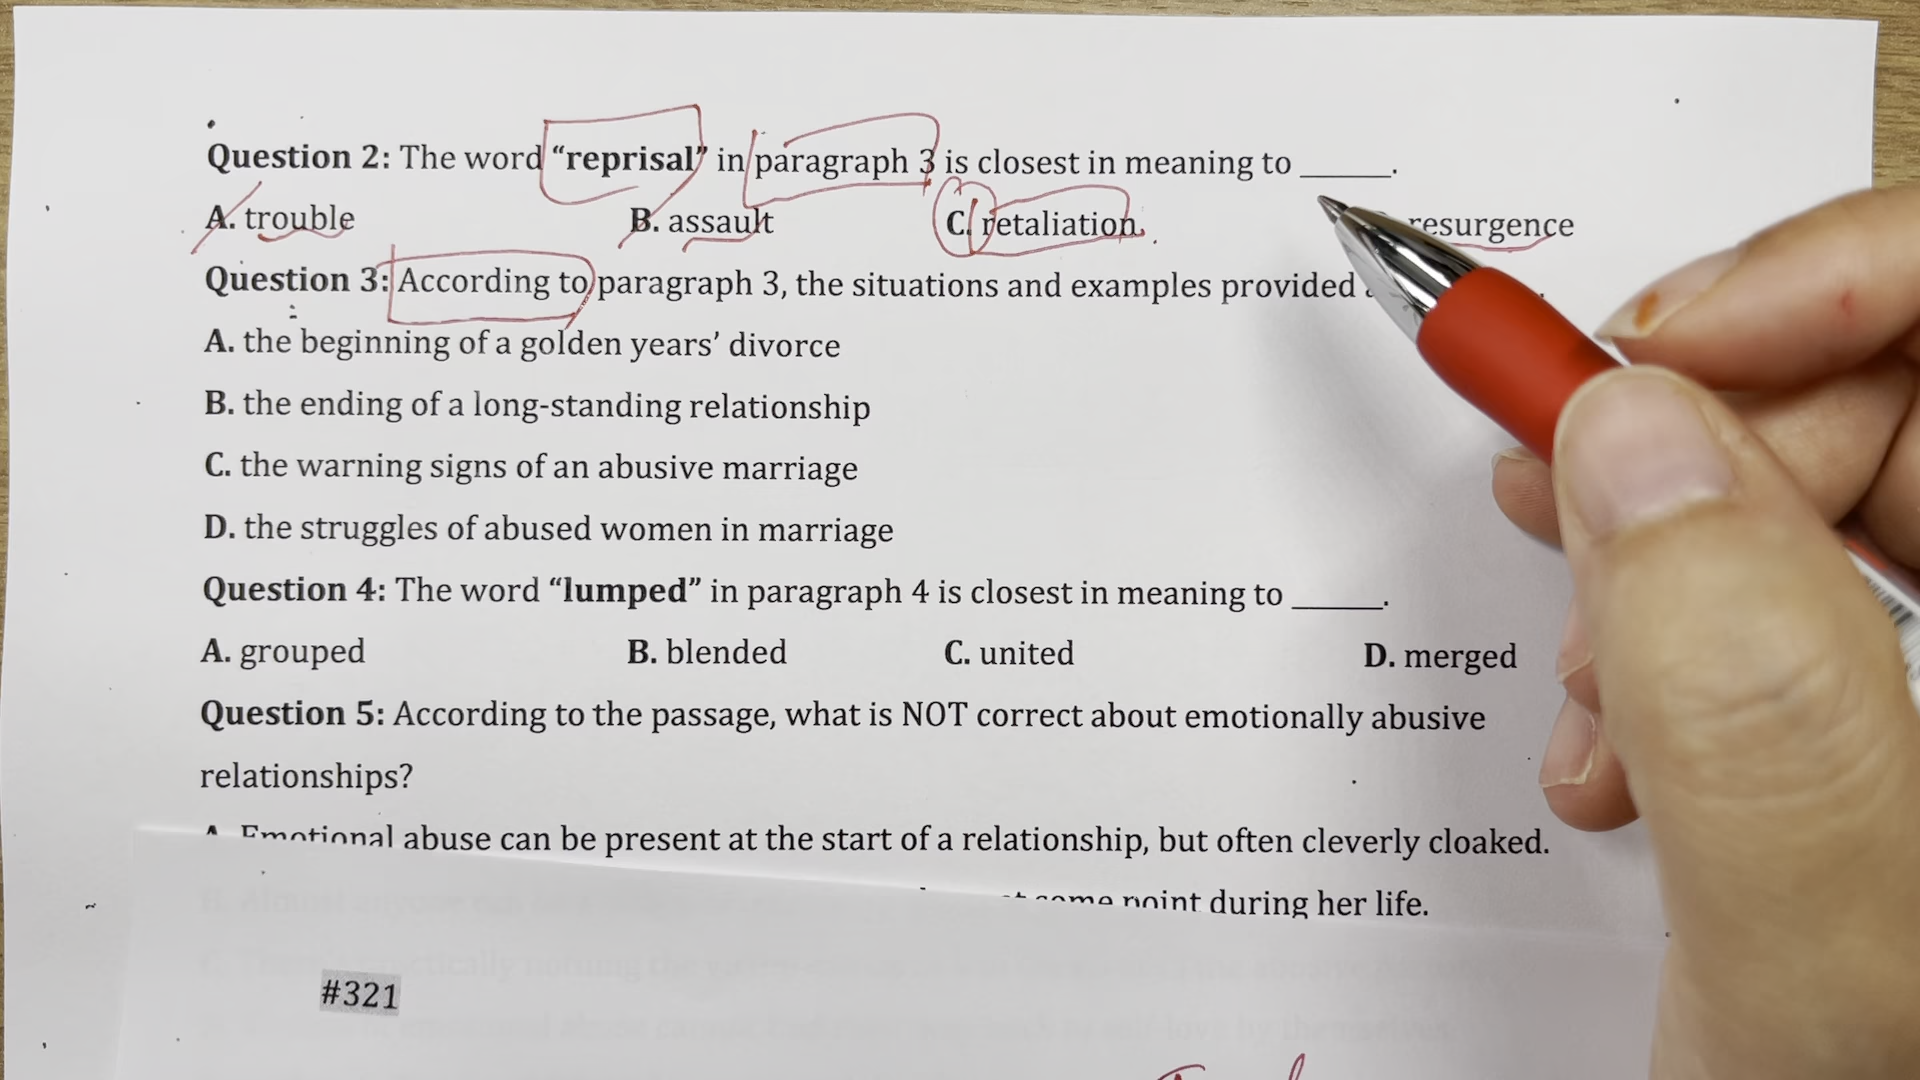 Question 2: The word “reprisal” in paragraph 3 is closest in meaning to ______.
A. trouble B. assault C. retaliation. resurgence
Question 3: According to paragraph 3, the situations and examples provided
A. the beginning of a golden years’ divorce
B. the ending of a long-standing relationship
C. the warning signs of an abusive marriage
D. the struggles of abused women in marriage
Question 4: The word “lumped” in paragraph 4 is closest in meaning to ______.
A. grouped B. blended C. united D. merged
Question 5: According to the passage, what is NOT correct about emotionally abusive
relationships?
A. Emotional abuse can be present at the start of a relationship, but often cleverly cloaked.
at some point during her life.
#321